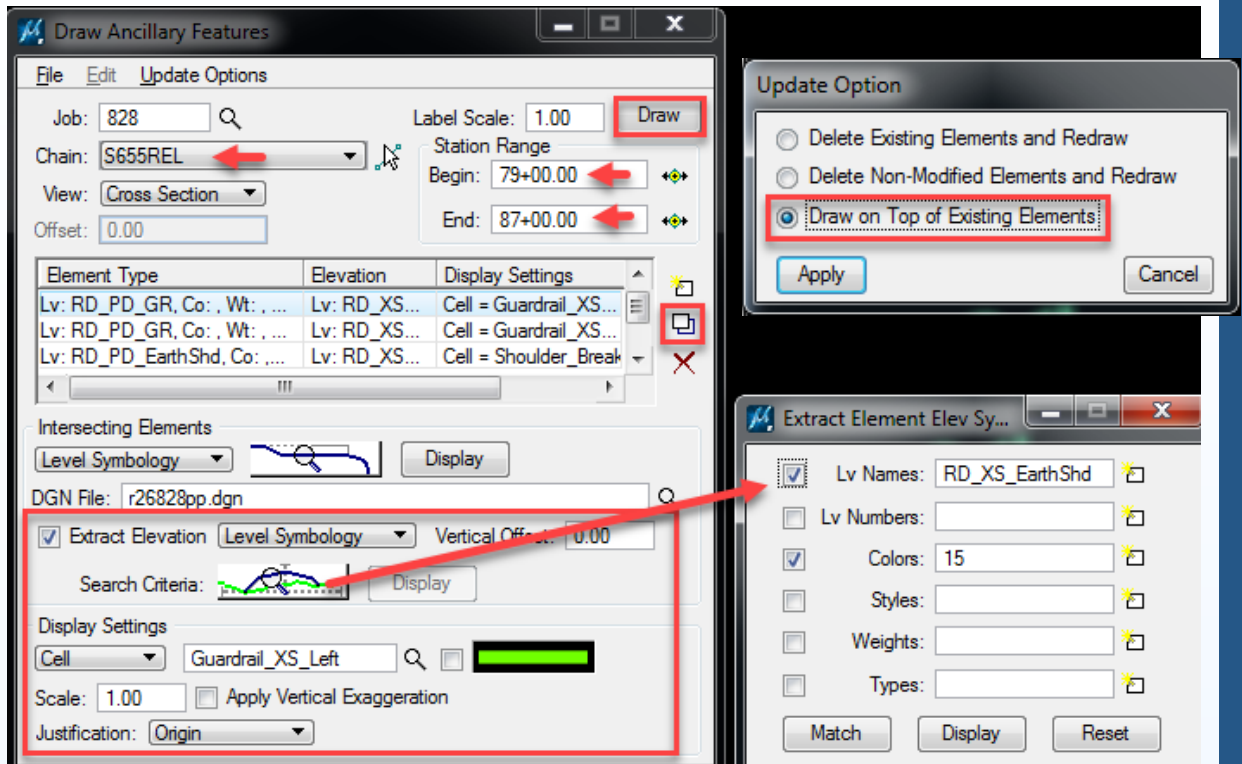 Draw Ancillary Features
File Edit Update Options
Job: 828 Label Scale: 1.00 Draw
Chain: S655REL Station Range
Begin: 79+00.00
View: Cross Section
End: 87+00.00
Offset: 0.00
Element Type Elevation Display Settings
Lv: RD_PD_GR, Co: , Wt: , ... Lv: RD_XS... Cell = Guardrail_XS...
Lv: RD_PD_GR, Co: , Wt: , ... Lv: RD_XS... Cell = Guardrail_XS...
Lv: RD_PD_EarthShd, Co: ,... Lv: RD_XS... Cell = Shoulder_Break
Intersecting Elements
Level Symbology Display
DGN File: r26828pp.dgn
Extract Elevation Level Symbology Vertical Offset: 0.00
Search Criteria: Display
Display Settings
Cell Guardrail_XS_Left
Scale: 1.00 Apply Vertical Exaggeration
Justification: Origin
Update Option
Delete Existing Elements and Redraw
Delete Non-Modified Elements and Redraw
Draw on Top of Existing Elements
Apply Cancel
Extract Element Elev Sy...
Lv Names: RD_XS_EarthShd
Lv Numbers:
Colors: 15
Styles:
Weights:
Types:
Match Display Reset